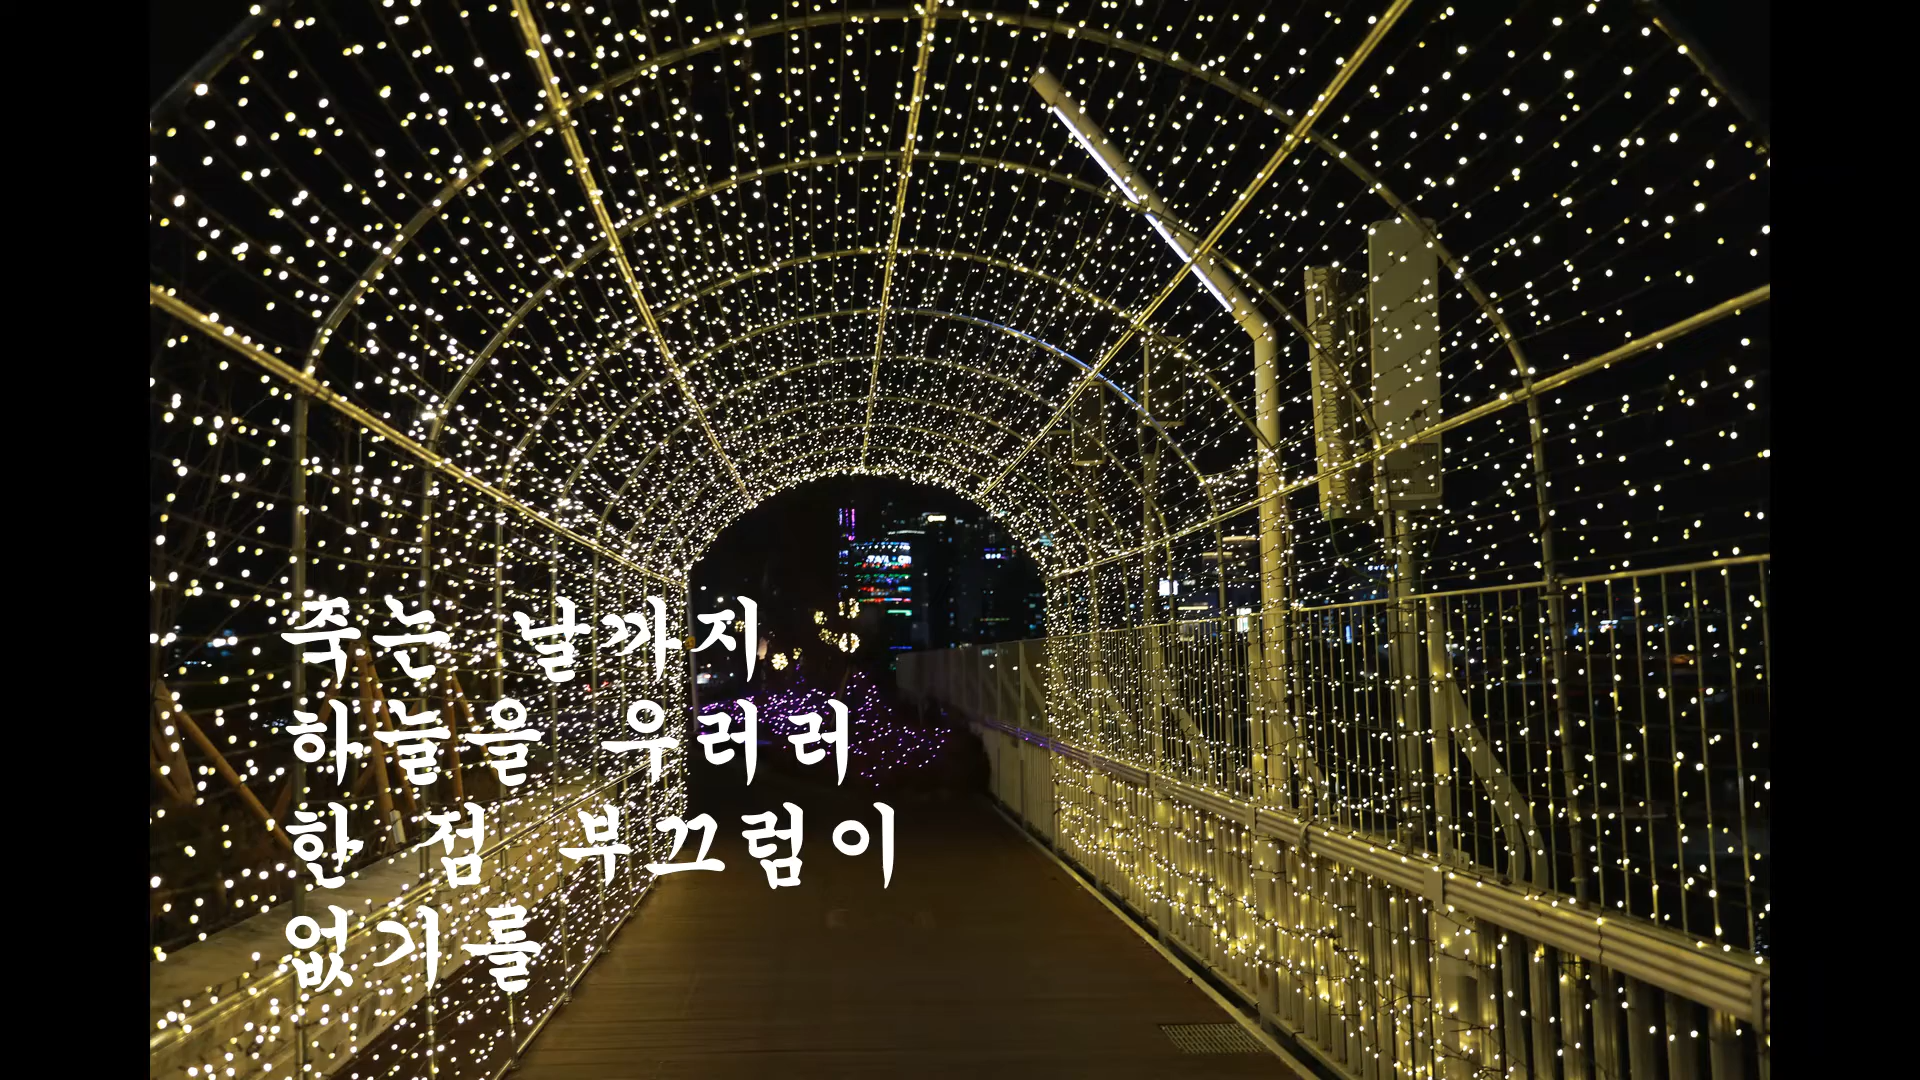 죽는 날까지
하늘을 우러러
한 점 부끄럼이
없기를